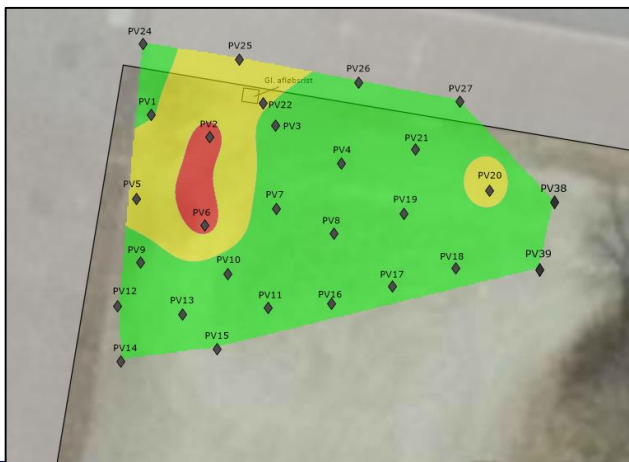 PV24
PV25
PV26
Gl. afløbsrist
PV27
PV1
PV22
PV2
PV3
PV21
PV4
PV20
PV5
PV38
PV7
PV19
PV6
PV8
PV9
PV10
PV18
PV39
PV12
PV13
PV11
PV16
PV17
PV15
PV14